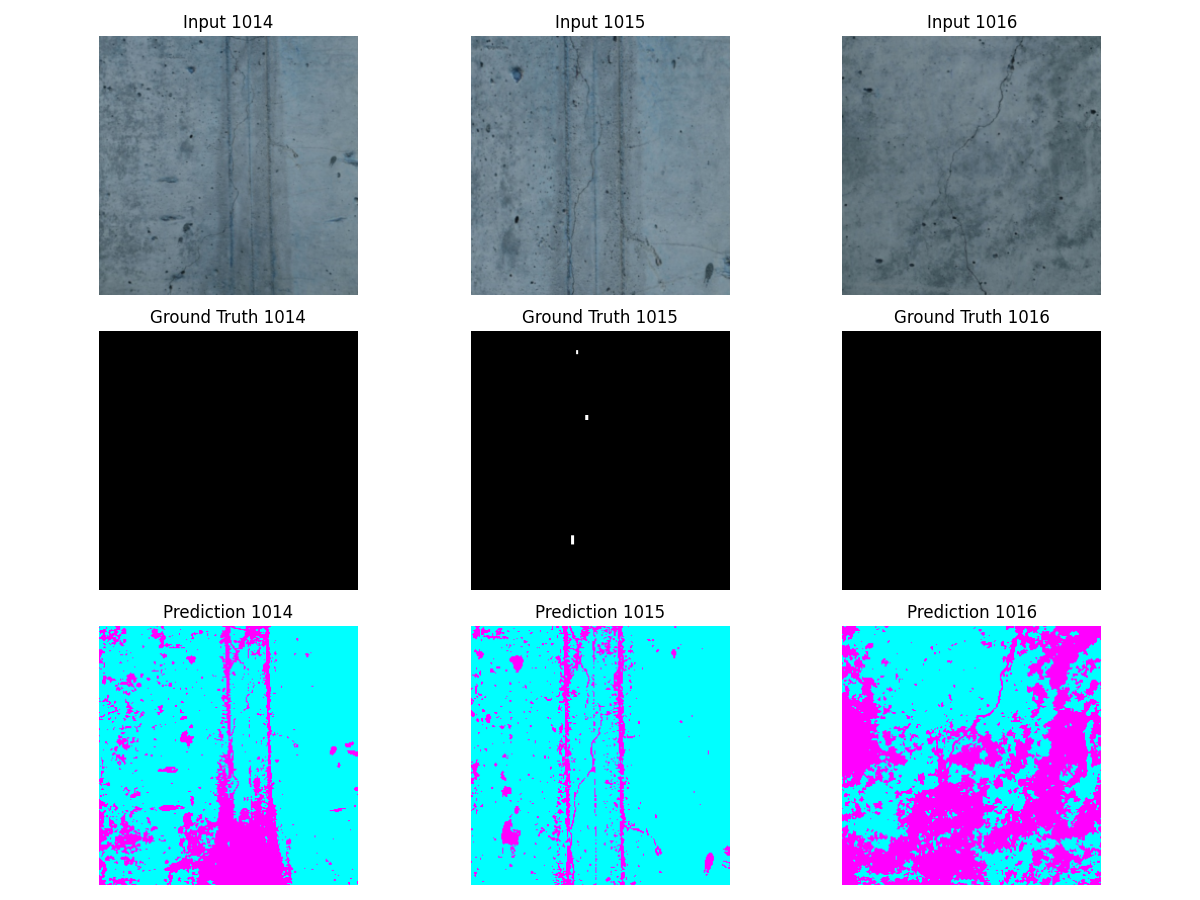 Input 1014
Input 1015
Input 1016
Ground Truth 1014
Ground Truth 1015
Ground Truth 1016
Prediction 1014
Prediction 1015
Prediction 1016